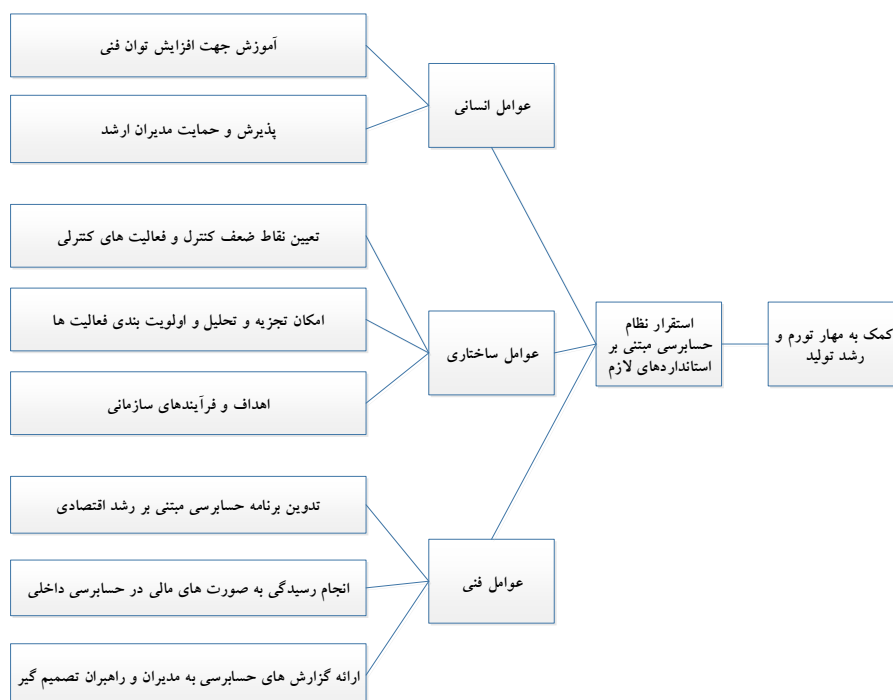 آموزش جهت افزایش توان فنی
پذیرش و حمایت مدیران ارشد
عوامل انسانی
تعیین نقاط ضعف کنترل و فعالیت های کنترلی
امکان تجزیه و تحلیل و اولویت بندی فعالیت ها
اهداف و فرآیندهای سازمانی
عوامل ساختاری
تدوین برنامه حسابرسی مبتنی بر رشد اقتصادی
انجام رسیدگی به صورت های مالی در حسابرسی داخلی
ارائه گزارش های حسابرسی به مدیران و راهبران تصمیم گیر
عوامل فنی
استقرار نظام
حسابرسی مبتنی بر
استانداردهای لازم
کمک به مهار تورم و
رشد تولید